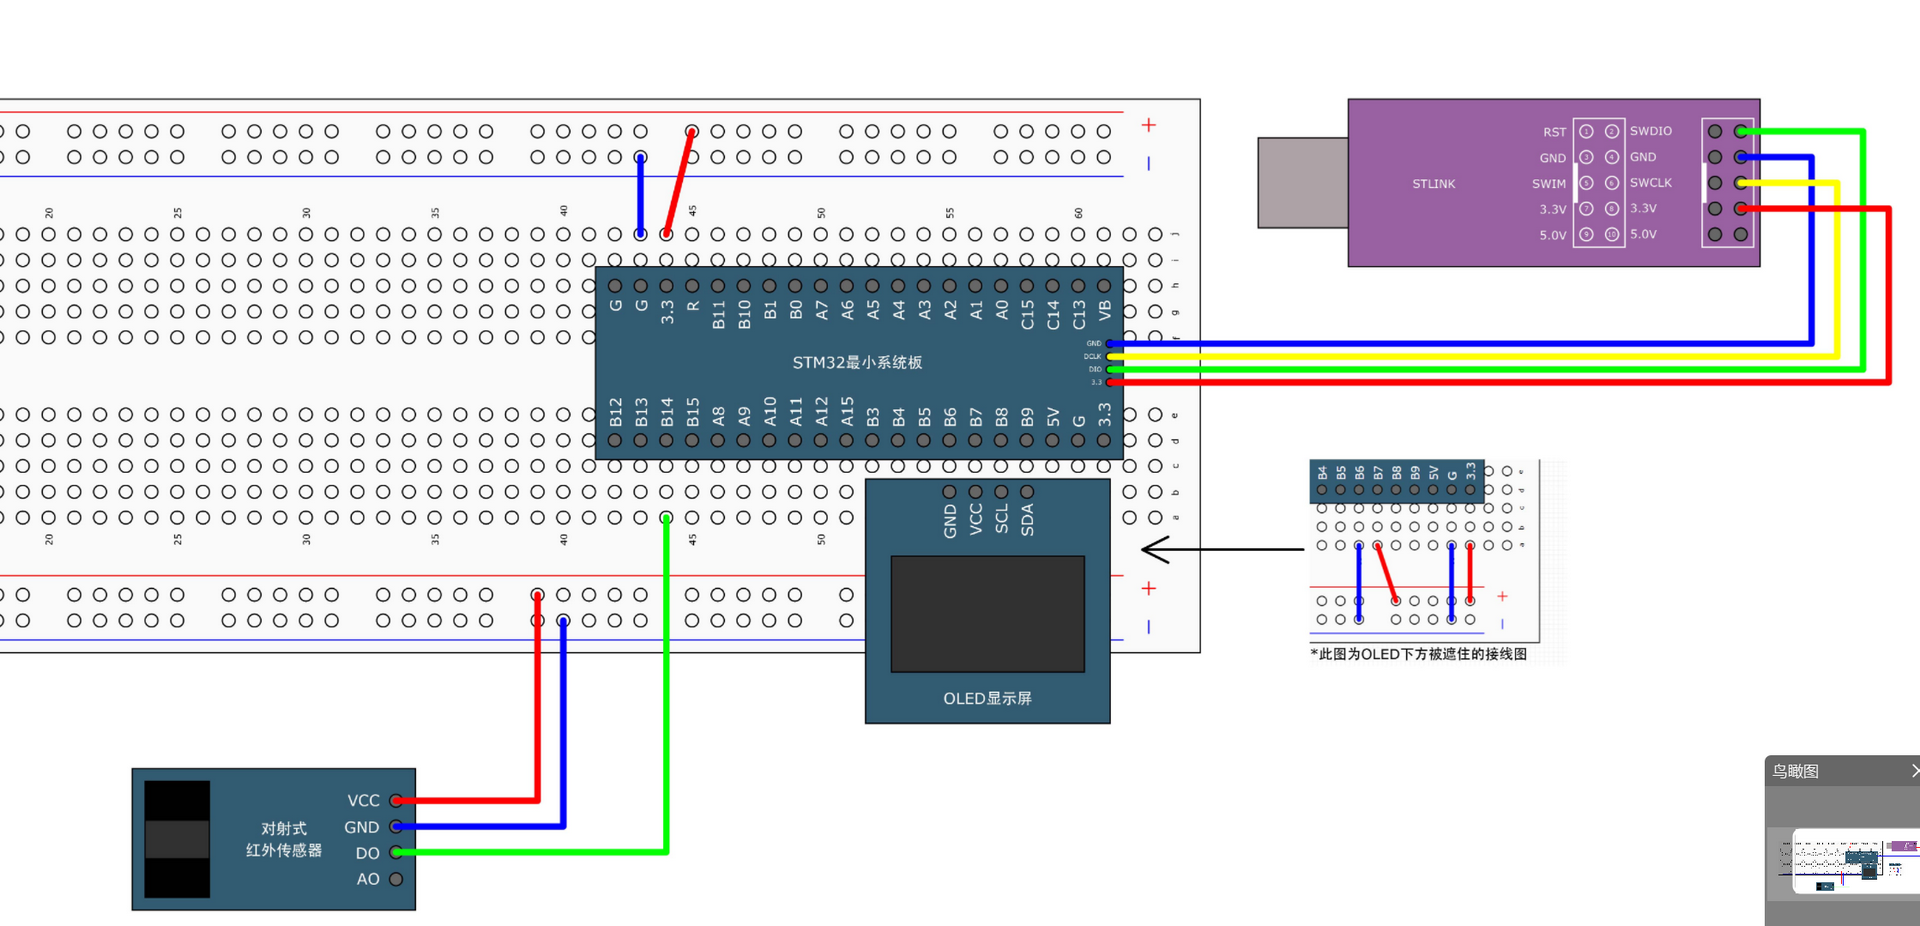 +
−
20 25 30 35 40 45 50 55 60
j
i
h
g
f
G G 3.3 R B11 B10 B1 B0 A7 A6 A5 A4 A3 A2 A1 A0 C15 C14 C13 VB
STM32最小系统板
GND
DCLK
DIO
3.3
B12 B13 B14 B15 A8 A9 A10 A11 A12 A15 B3 B4 B5 B6 B7 B8 B9 5V G 3.3
e
d
c
b
a
20 25 30 35 40 45 50
+
−
GND VCC SCL SDA
OLED显示屏
STLINK
RST 1 2 SWDIO
GND 3 4 GND
SWIM 5 6 SWCLK
3.3V 7 8 3.3V
5.0V 9 10 5.0V
B4 B5 B6 B7 B8 B9 5V G 3.3
e
d
c
b
a
+
−
*此图为OLED下方被遮住的接线图
对射式
红外传感器
VCC
GND
DO
AO
鸟瞰图